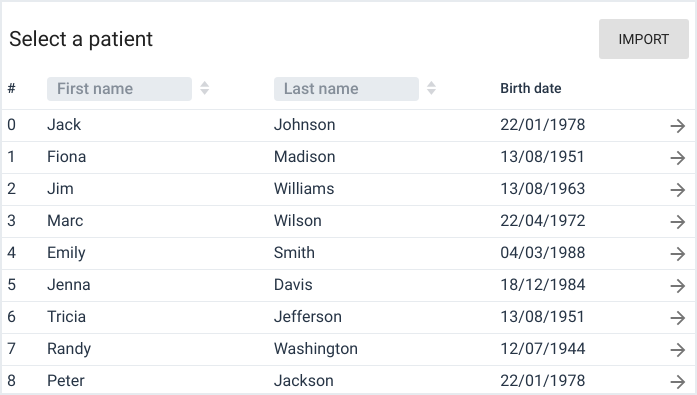 Select a patient IMPORT
# First name Last name Birth date
0 Jack Johnson 22/01/1978
1 Fiona Madison 13/08/1951
2 Jim Williams 13/08/1963
3 Marc Wilson 22/04/1972
4 Emily Smith 04/03/1988
5 Jenna Davis 18/12/1984
6 Tricia Jefferson 13/08/1951
7 Randy Washington 12/07/1944
8 Peter Jackson 22/01/1978